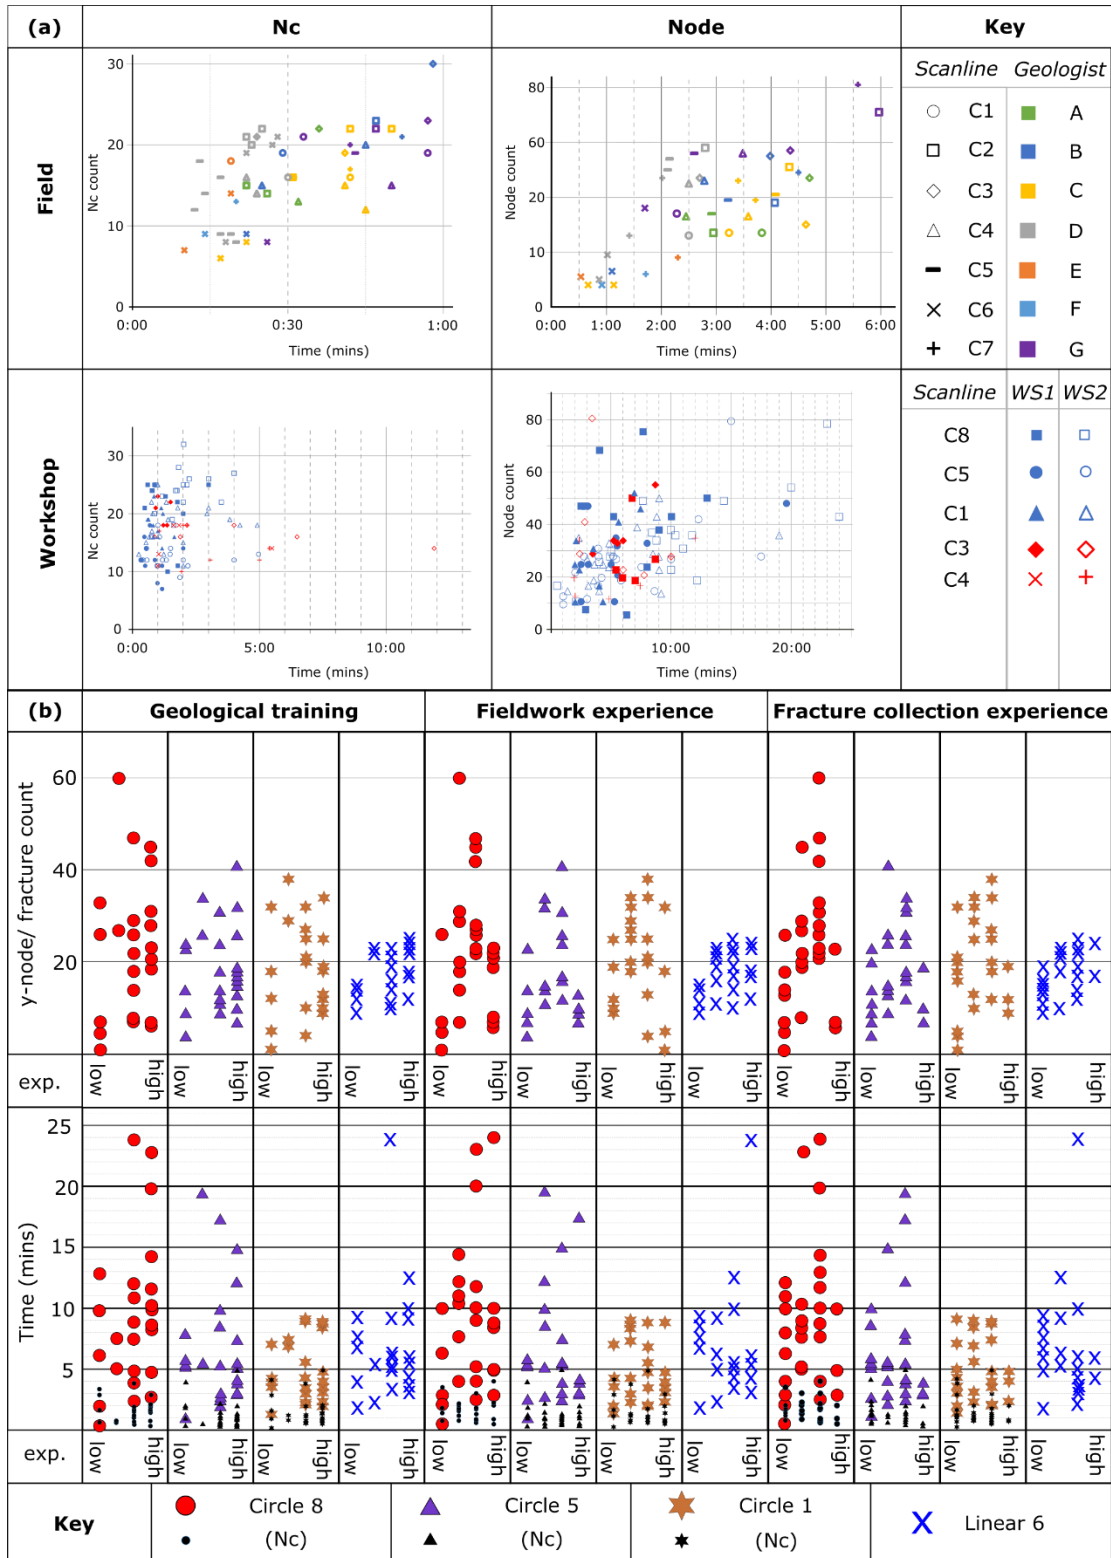 (a)
Nc
Node
Key
Field
Nc count
30
20
10
0
0:00
0:30
1:00
Time (mins)
Node count
80
60
20
10
0
0:00
1:00
2:00
3:00
4:00
5:00
6:00
Time (mins)
Scanline
Geologist
C1
A
C2
B
C3
C
C4
D
C5
E
C6
F
C7
G
Workshop
Nc count
30
20
10
0
0:00
5:00
10:00
Time (mins)
Node count
80
60
40
20
0
10:00
20:00
Time (mins)
Scanline
WS1
WS2
C8
C5
C1
C3
C4
(b)
Geological training
Fieldwork experience
Fracture collection experience
y-node/ fracture count
60
40
20
exp.
low
high
low
high
low
high
low
high
low
high
low
high
low
high
low
high
low
high
low
high
low
high
low
high
Time (mins)
25
20
15
10
5
exp.
low
high
low
high
low
high
low
high
low
high
low
high
low
high
low
high
low
high
low
high
low
high
low
high
Key
Circle 8
(Nc)
Circle 5
(Nc)
Circle 1
(Nc)
Linear 6